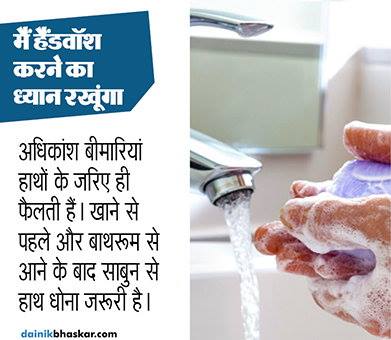 मैं हैंडवॉश
करने का
ध्यान रखूंगा
अधिकांश बीमारियां
हाथों के जरिए ही
फैलती हैं। खाने से
पहले और बाथरूम से
आने के बाद साबुन से
हाथ धोना जरूरी है।
dainikbhaskar.com